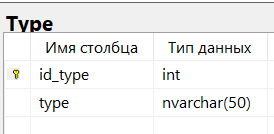 Type
Имя столбца Тип данных
id_type int
type nvarchar(50)